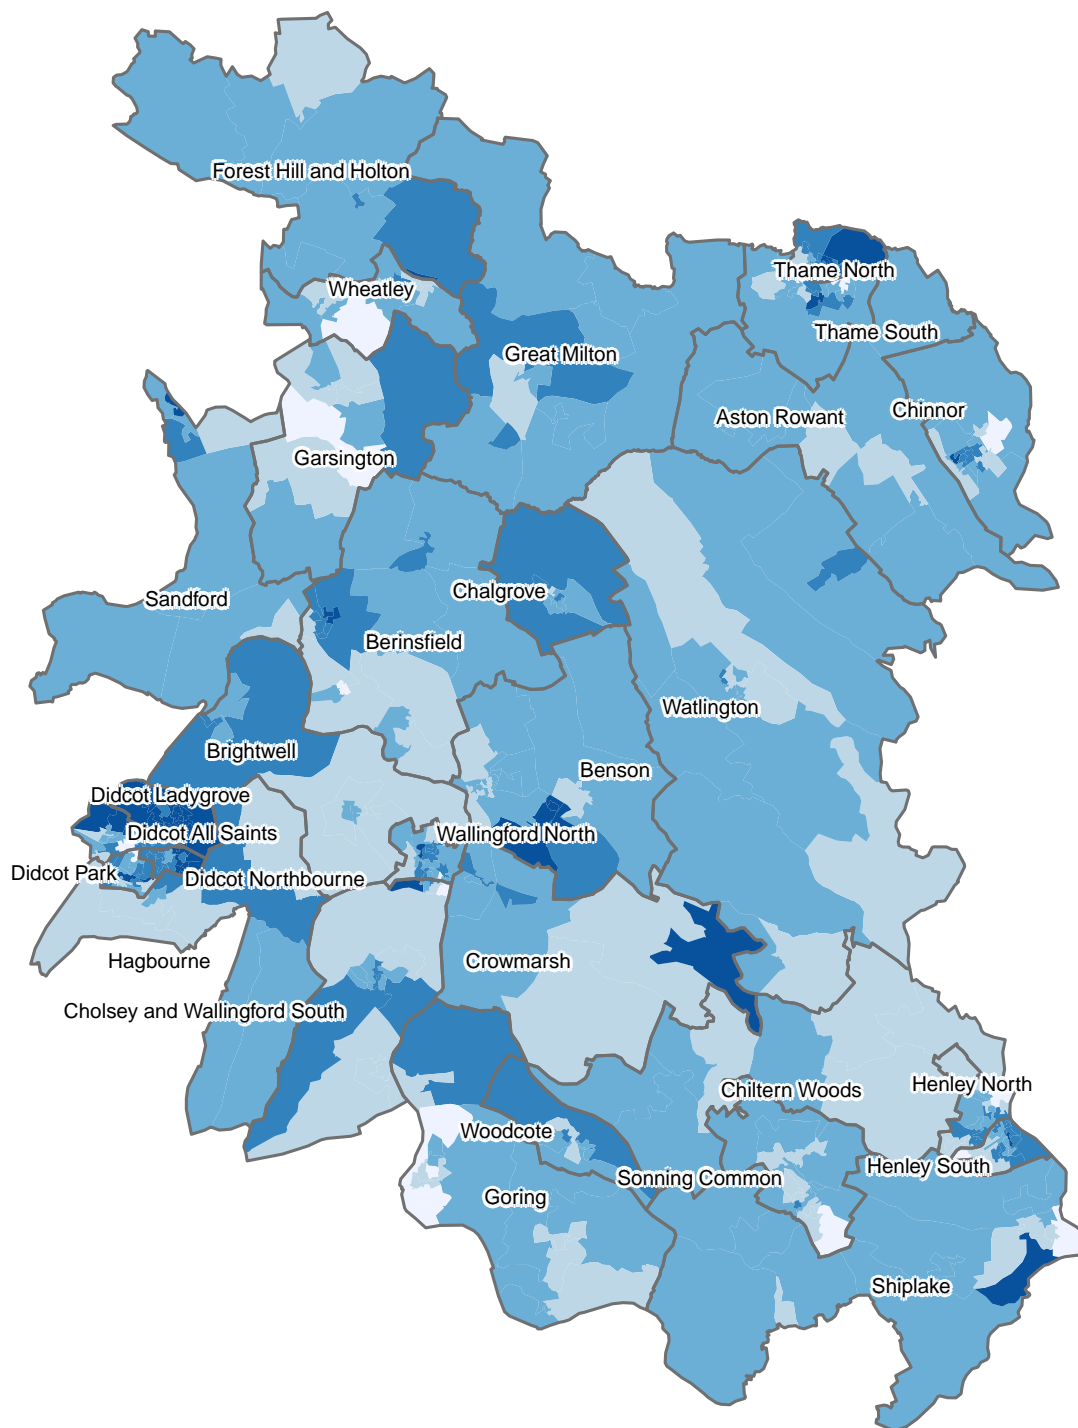 Forest Hill and Holton
Thame North
Wheatley
Thame South
Great Milton
Chinnor
Aston Rowant
Garsington
Chalgrove
Sandford
Berinsfield
Watlington
Brightwell
Benson
Didcot Ladygrove
Didcot All Saints
Wallingford North
Didcot Park
Didcot Northbourne
Hagbourne
Crowmarsh
Cholsey and Wallingford South
Henley North
Chiltern Woods
Woodcote
Henley South
Sonning Common
Goring
Shiplake